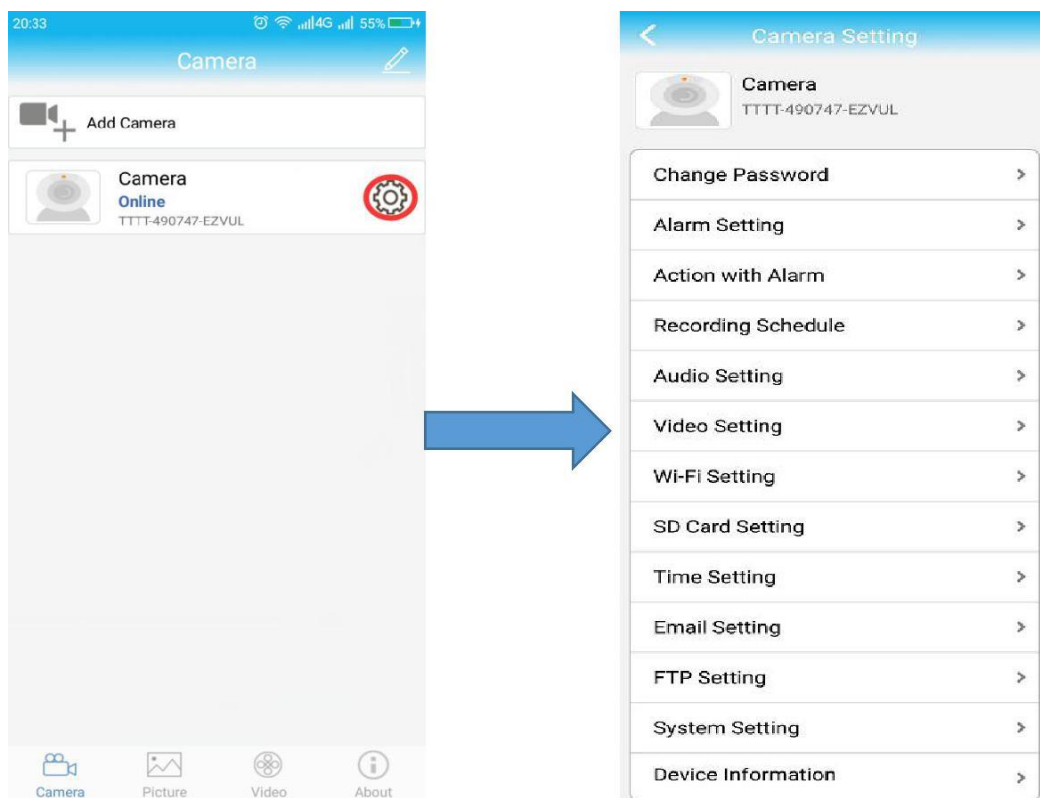 20:33
4G
55%
Camera
Add Camera
Camera
Online
TTTT-490747-EZVUL
Camera
Picture
Video
About
Camera Setting
Camera
TTTT-490747-EZVUL
Change Password
Alarm Setting
Action with Alarm
Recording Schedule
Audio Setting
Video Setting
Wi-Fi Setting
SD Card Setting
Time Setting
Email Setting
FTP Setting
System Setting
Device Information